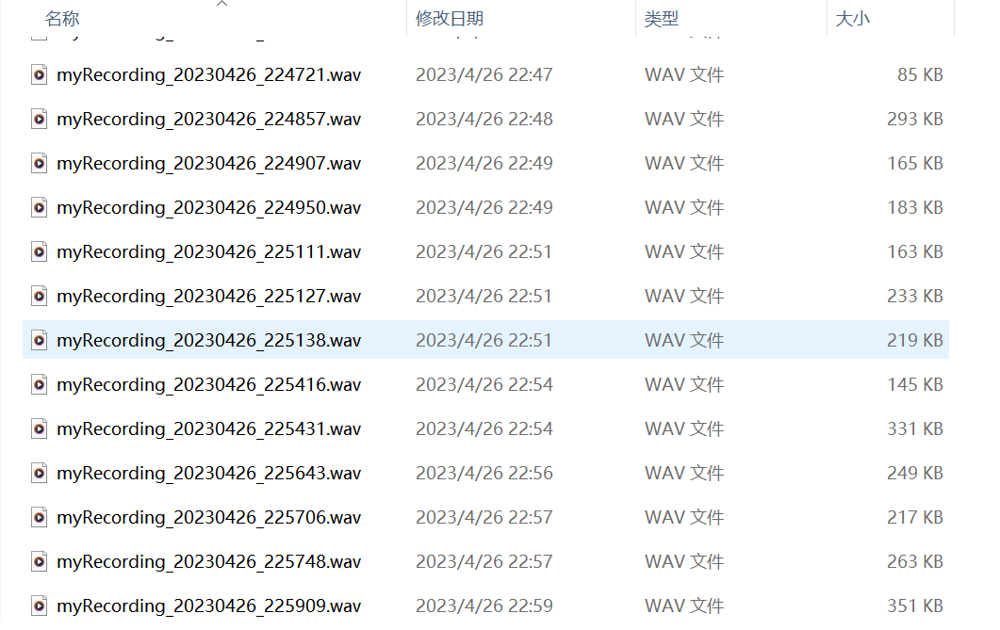 名称 修改日期 类型 大小
myRecording_20230426_224721.wav 2023/4/26 22:47 WAV 文件 85 KB
myRecording_20230426_224857.wav 2023/4/26 22:48 WAV 文件 293 KB
myRecording_20230426_224907.wav 2023/4/26 22:49 WAV 文件 165 KB
myRecording_20230426_224950.wav 2023/4/26 22:49 WAV 文件 183 KB
myRecording_20230426_225111.wav 2023/4/26 22:51 WAV 文件 163 KB
myRecording_20230426_225127.wav 2023/4/26 22:51 WAV 文件 233 KB
myRecording_20230426_225138.wav 2023/4/26 22:51 WAV 文件 219 KB
myRecording_20230426_225416.wav 2023/4/26 22:54 WAV 文件 145 KB
myRecording_20230426_225431.wav 2023/4/26 22:54 WAV 文件 331 KB
myRecording_20230426_225643.wav 2023/4/26 22:56 WAV 文件 249 KB
myRecording_20230426_225706.wav 2023/4/26 22:57 WAV 文件 217 KB
myRecording_20230426_225748.wav 2023/4/26 22:57 WAV 文件 263 KB
myRecording_20230426_225909.wav 2023/4/26 22:59 WAV 文件 351 KB